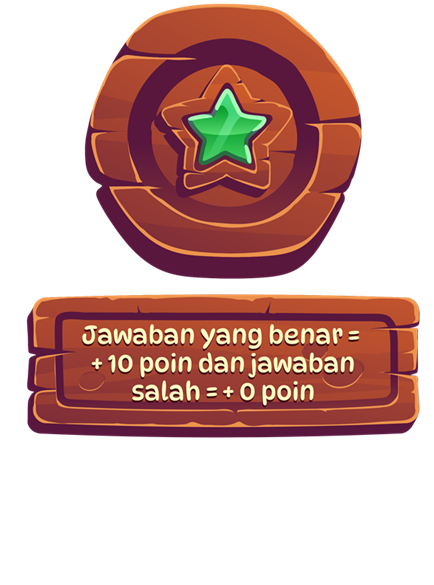 Jawaban yang benar =
+ 10 poin dan jawaban
salah = + 0 poin